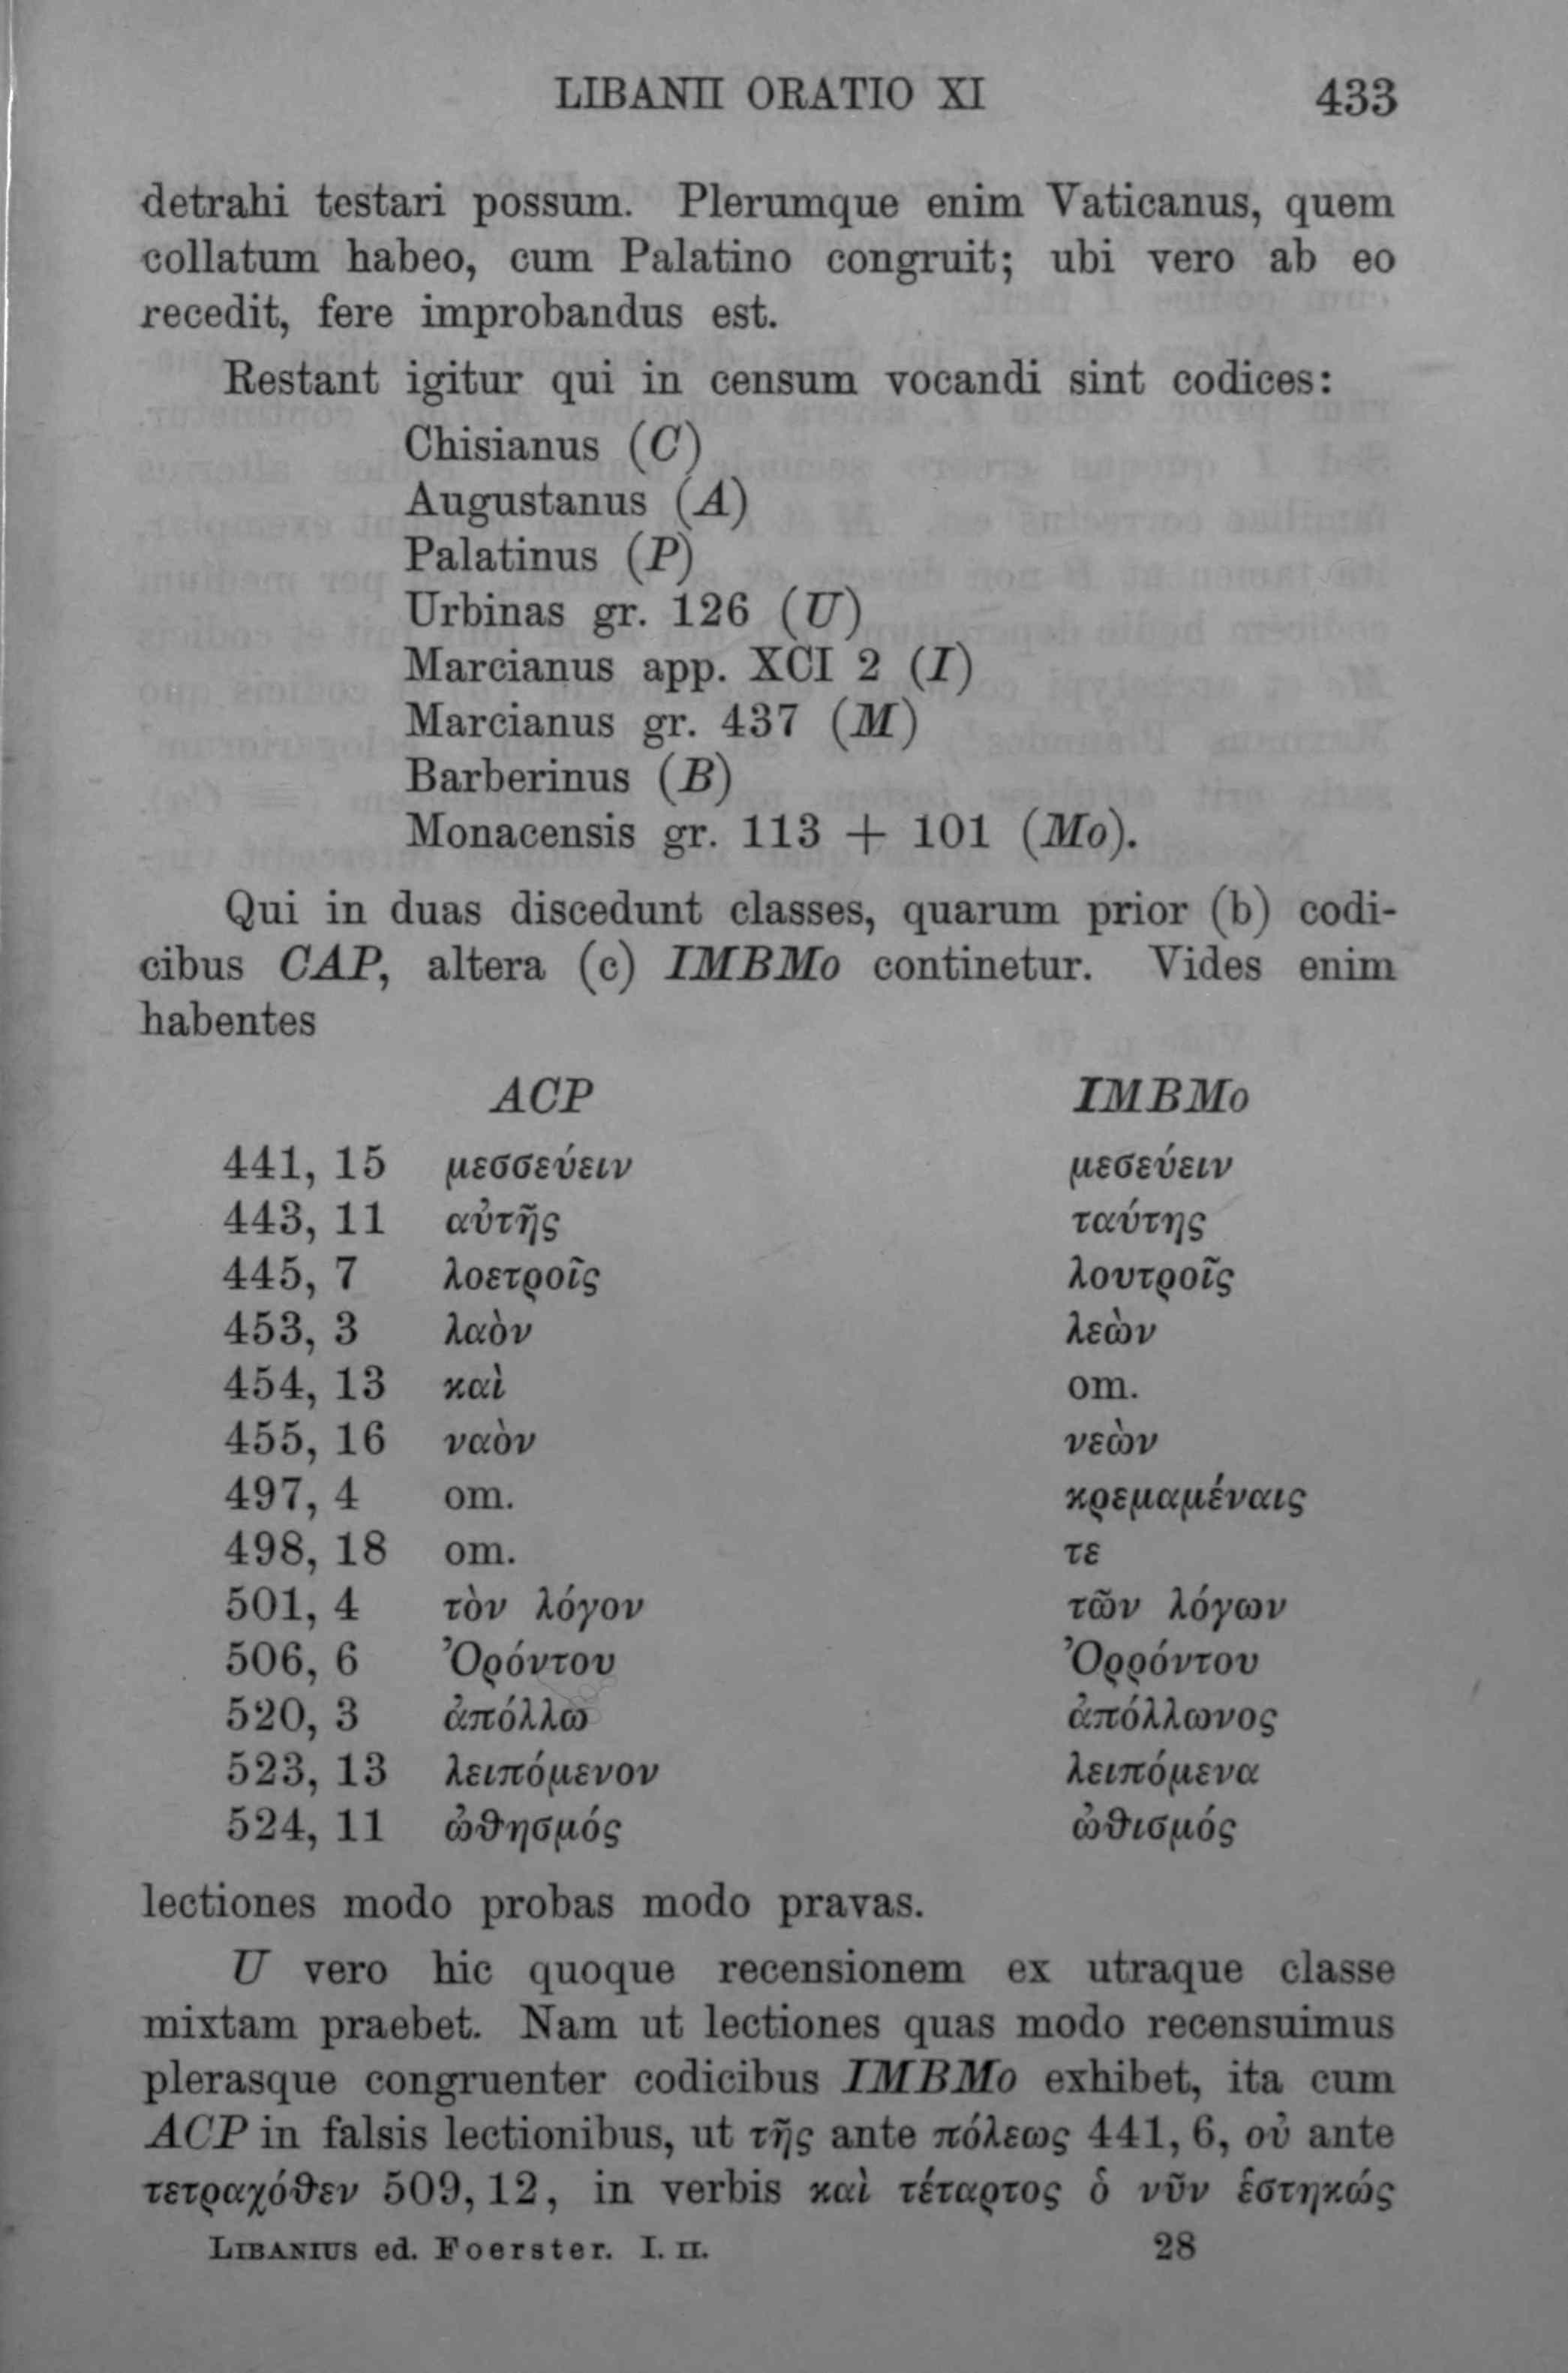 LIBANII ORATIO XI 433
detrahi testari possum. Plerumque enim Vaticanus, quem
collatum habeo, cum Palatino congruit; ubi vero ab eo
recedit, fere improbandus est.
Restant igitur qui in censum vocandi sint codices:
Chisianus (C)
Augustanus (A)
Palatinus (P)
Urbinas gr. 126 (U)
Marcianus app. XCI 2 (I)
Marcianus gr. 437 (M)
Barberinus (B)
Monacensis gr. 113 + 101 (Mo).
Qui in duas discedunt classes, quarum prior (b) codi-
cibus CAP, altera (c) IMBMo continetur. Vides enim
habentes
ACP IMBMo
441, 15 μεσσεύειν μεσεύειν
443, 11 αὐτῆς ταύτης
445, 7 λοετροῖς λουτροῖς
453, 3 λαὸν λεὼν
454, 13 καὶ om.
455, 16 ναὸν νεὼν
497, 4 om. κρεμαμέναις
498, 18 om. τε
501, 4 τὸν λόγον τῶν λόγων
506, 6 Ὀρόντου Ὀρρόντου
520, 3 ἀπόλλω ἀπόλλωνος
523, 13 λειπόμενον λειπόμενα
524, 11 ὠθησμός ὠθισμός
lectiones modo probas modo pravas.
U vero hic quoque recensionem ex utraque classe
mixtam praebet. Nam ut lectiones quas modo recensuimus
plerasque congruenter codicibus IMBMo exhibet, ita cum
ACP in falsis lectionibus, ut τῆς ante πόλεως 441, 6, οὐ ante
τετραχόθεν 509, 12, in verbis καὶ τέταρτος ὁ νῦν ἑστηκώς
LIBANIUS ed. Foerster. I. II. 28